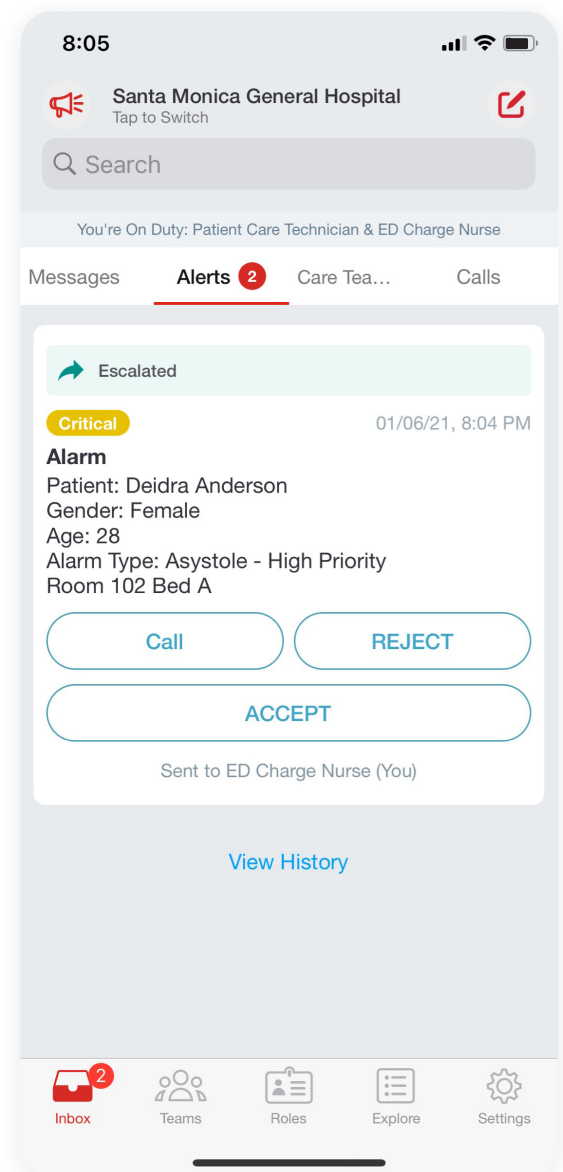 8:05
Santa Monica General Hospital
Tap to Switch
Search
You're On Duty: Patient Care Technician & ED Charge Nurse
Messages Alerts 2 Care Tea... Calls
Escalated
Critical 01/06/21, 8:04 PM
Alarm
Patient: Deidra Anderson
Gender: Female
Age: 28
Alarm Type: Asystole - High Priority
Room 102 Bed A
Call REJECT
ACCEPT
Sent to ED Charge Nurse (You)
View History
2
Inbox Teams Roles Explore Settings